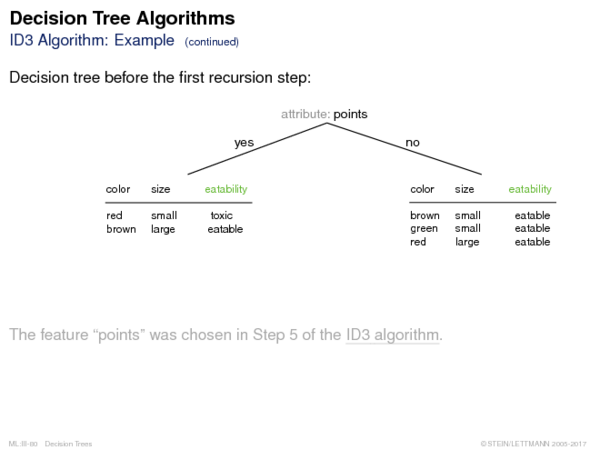 Decision Tree Algorithms
ID3 Algorithm: Example (continued)
Decision tree before the first recursion step:
attribute: points
yes no
color size eatability
red small toxic
brown large eatable
color size eatability
brown small eatable
green small eatable
red large eatable
The feature “points” was chosen in Step 5 of the ID3 algorithm.
ML:III-60 Decision Trees
© STEIN/LETTMANN 2005-2017